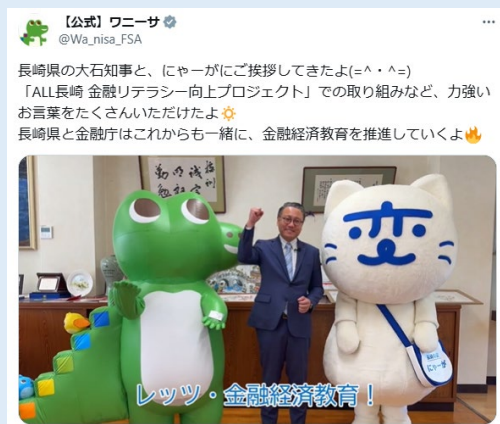 【公式】ワニーサ
@Wa_nisa_FSA
長崎県の大石知事と、にゃーがにご挨拶してきたよ(=^・^=)
「ALL長崎 金融リテラシー向上プロジェクト」での取り組みなど、力強い
お言葉をたくさんいただけたよ🔆
長崎県と金融庁はこれからも一緒に、金融経済教育を推進していくよ🔥
変
にゃーが
レッツ・金融経済教育！